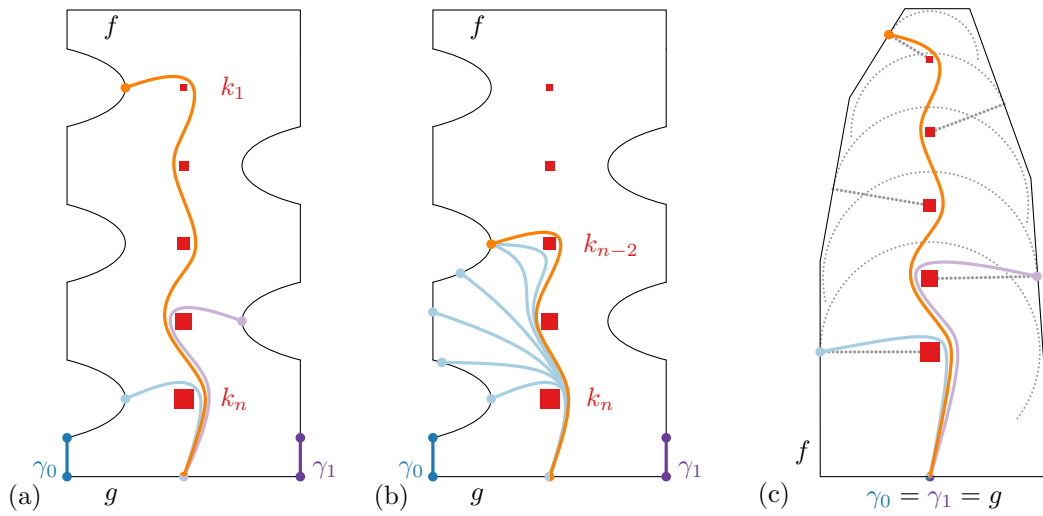 f
k₁
kₙ
γ₀
γ₁
(a)
g
f
kₙ₋₂
kₙ
γ₀
γ₁
(b)
g
f
(c)
γ₀ = γ₁ = g